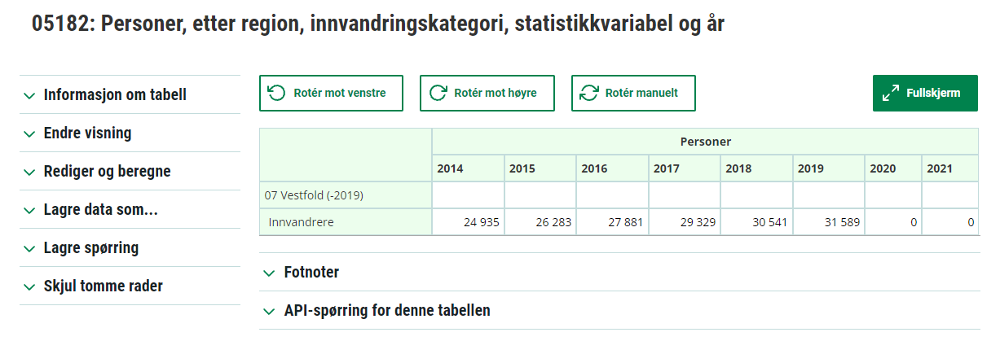 05182: Personer, etter region, innvandringskategori, statistikkvariabel og år
Informasjon om tabell
Endre visning
Rediger og beregne
Lagre data som...
Lagre spørring
Skjul tomme rader
Rotér mot venstre Rotér mot høyre Rotér manuelt Fullskjerm
Personer
2014 2015 2016 2017 2018 2019 2020 2021
07 Vestfold (-2019)
Innvandrere 24 935 26 283 27 881 29 329 30 541 31 589 0 0
Fotnoter
API-spørring for denne tabellen